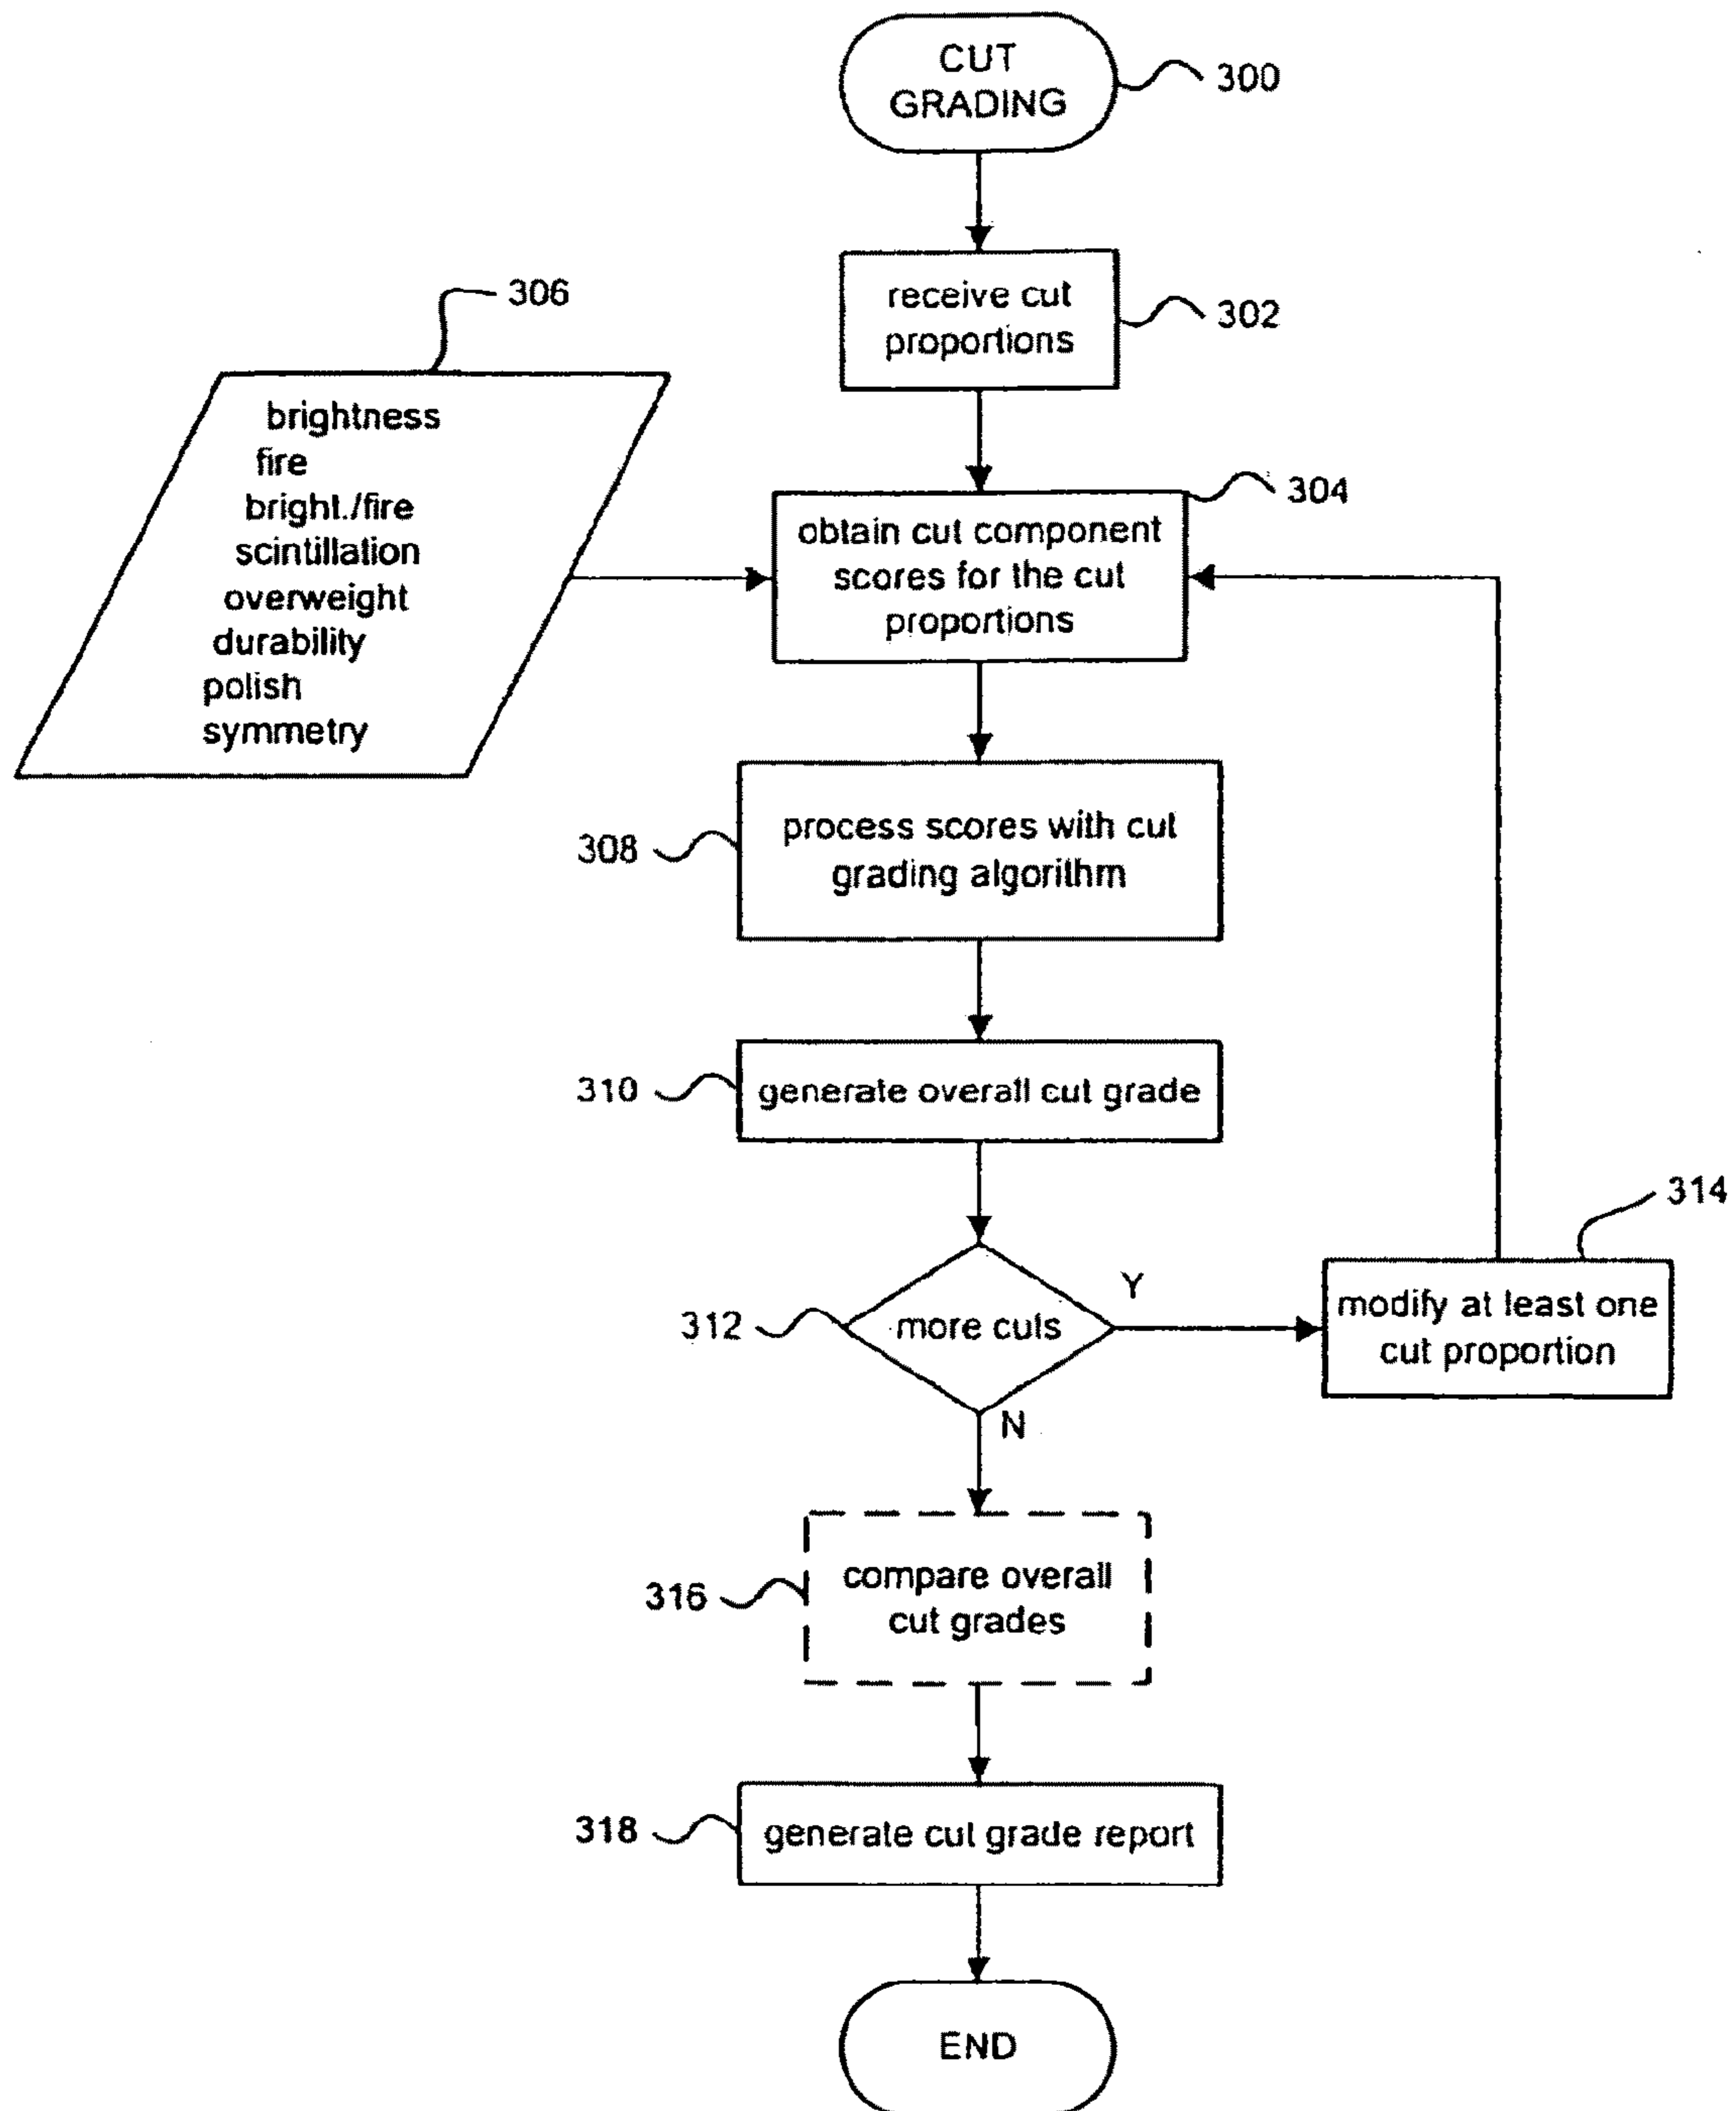 CUT
GRADING
300
receive cut
proportions
302
306
brightness
fire
bright./fire
scintillation
overweight
durability
polish
symmetry
obtain cut component
scores for the cut
proportions
304
process scores with cut
grading algorithm
308
generate overall cut grade
310
more cuts
312
Y
N
modify at least one
cut proportion
314
compare overall
cut grades
316
generate cut grade report
318
END